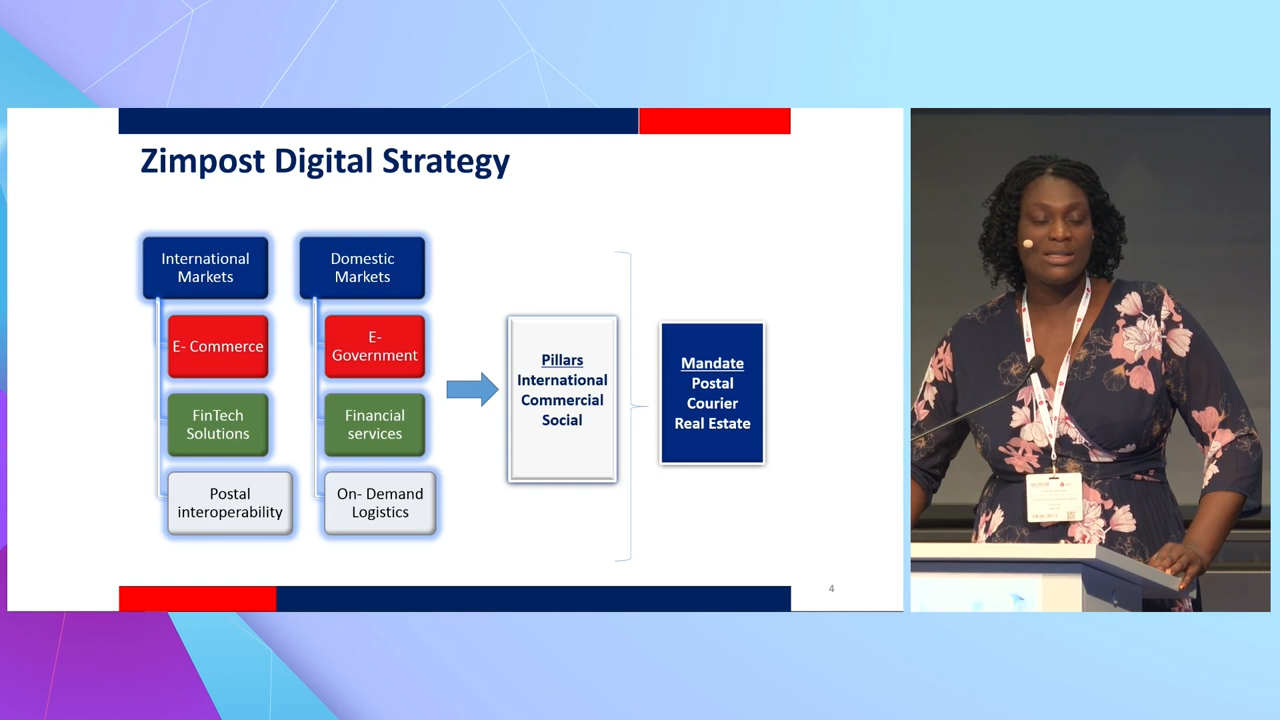 Zimpost Digital Strategy
International
Markets
E- Commerce
FinTech
Solutions
Postal
interoperability
Domestic
Markets
E-
Government
Financial
services
On- Demand
Logistics
Pillars
International
Commercial
Social
Mandate
Postal
Courier
Real Estate
4